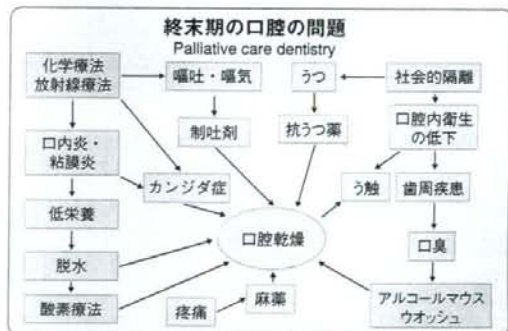 終末期の口腔の問題
Palliative care dentistry
化学療法
放射線療法
嘔吐・嘔気
うつ
社会的隔離
制吐剤
抗うつ薬
口腔内衛生
の低下
口内炎・
粘膜炎
カンジダ症
う触
歯周疾患
低栄養
口腔乾燥
口臭
脱水
酸素療法
疼痛
麻薬
アルコールマウス
ウオッシュ